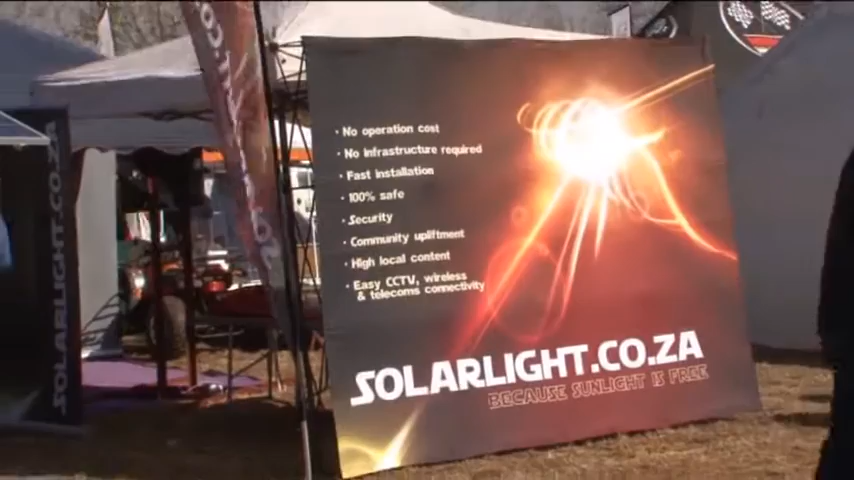 • No operation cost
• No infrastructure required
• Fast installation
• 100% safe
• Security
• Community upliftment
• High local content
• Easy CCTV, wireless
& telecoms connectivity
SOLARLIGHT.CO.ZA
BECAUSE SUNLIGHT IS FREE
SOLARLIGHT.CO.ZA